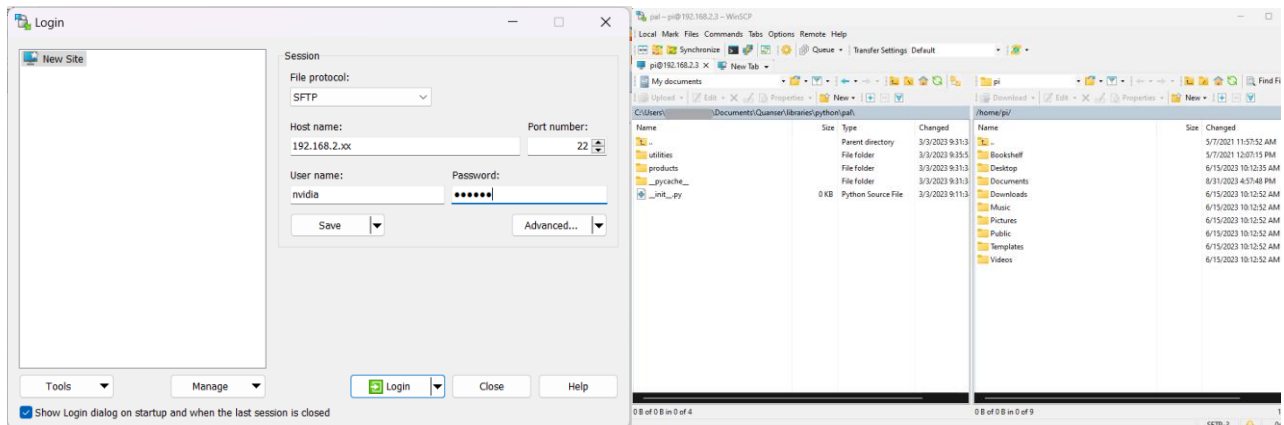 Login
New Site
Session
File protocol:
SFTP
Host name:
Port number:
192.168.2.xx
22
User name:
Password:
nvidia
Save
Advanced...
Tools
Manage
Login
Close
Help
Show Login dialog on startup and when the last session is closed
pal – pi@192.168.2.3 – WinSCP
Local Mark Files Commands Tabs Options Remote Help
Synchronize Queue Transfer Settings Default
pi@192.168.2.3 × New Tab
My documents
Upload Edit Properties New
C:\Users\ \Documents\Quanser\libraries\python\pal\
Name Size Type Changed
.. Parent directory 3/3/2023 9:31:3
utilities File folder 3/3/2023 9:35:5
products File folder 3/3/2023 9:31:3
__pycache__ File folder 3/3/2023 9:31:3
__init__.py 0 KB Python Source File 3/3/2023 9:11:3
0 B of 0 B in 0 of 4
pi Find Fi
Download Edit Properties New
/home/pi/
Name Size Changed
.. 5/7/2021 11:57:52 AM
Bookshelf 5/7/2021 12:07:15 PM
Desktop 6/15/2023 10:12:35 AM
Documents 8/31/2023 4:57:48 PM
Downloads 6/15/2023 10:12:52 AM
Music 6/15/2023 10:12:52 AM
Pictures 6/15/2023 10:12:52 AM
Public 6/15/2023 10:12:52 AM
Templates 6/15/2023 10:12:52 AM
Videos 6/15/2023 10:12:52 AM
0 B of 0 B in 0 of 9